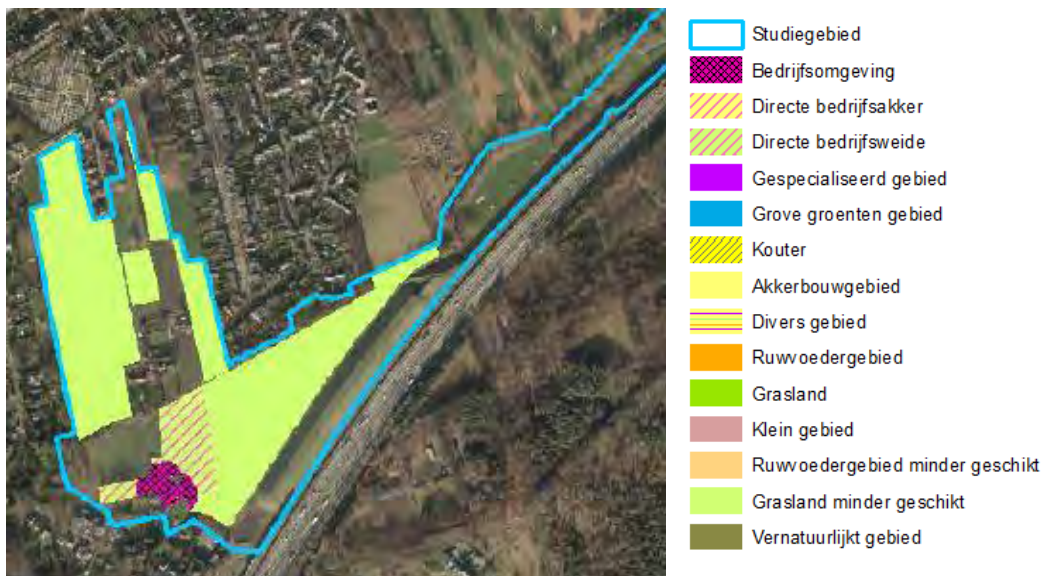 Studiegebied
Bedrijfsomgeving
Directe bedrijfsakker
Directe bedrijfsweide
Gespecialiseerd gebied
Grove groenten gebied
Kouter
Akkerbouwgebied
Divers gebied
Ruwvoedergebied
Grasland
Klein gebied
Ruwvoedergebied minder geschikt
Grasland minder geschikt
Vernatuurlijkt gebied